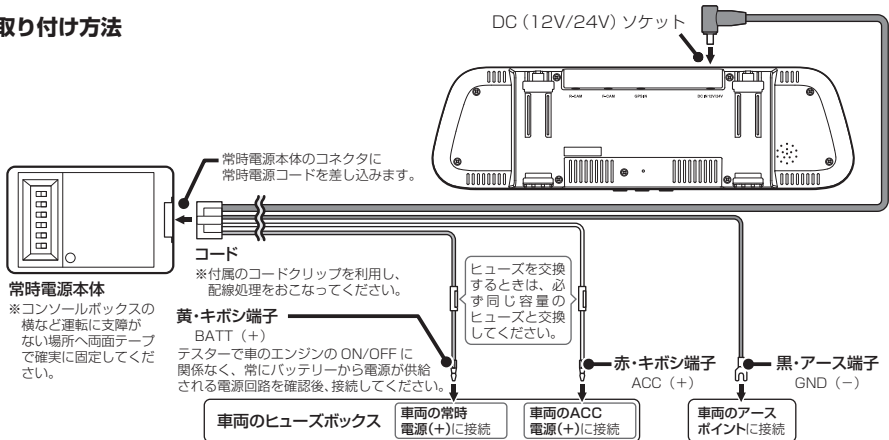 取り付け方法
DC（12V/24V）ソケット
R-CAM
F-CAM
GPS IN
DC IN 12V/24V
常時電源本体のコネクタに
常時電源コードを差し込みます。
コード
※付属のコードクリップを利用し、
配線処理をおこなってください。
常時電源本体
※コンソールボックスの
横など運転に支障が
ない場所へ両面テープ
で確実に固定してくだ
さい。
ヒューズを交換
するときは、必
ず同じ容量の
ヒューズと交換
してください。
黄・キボシ端子
BATT（+）
テスターで車のエンジンの ON/OFF に
関係なく、常にバッテリーから電源が供給
される電源回路を確認後、接続してください。
赤・キボシ端子
ACC（+）
黒・アース端子
GND（−）
車両のヒューズボックス
車両の常時
電源(+)に接続
車両のACC
電源(+)に接続
車両のアース
ポイントに接続